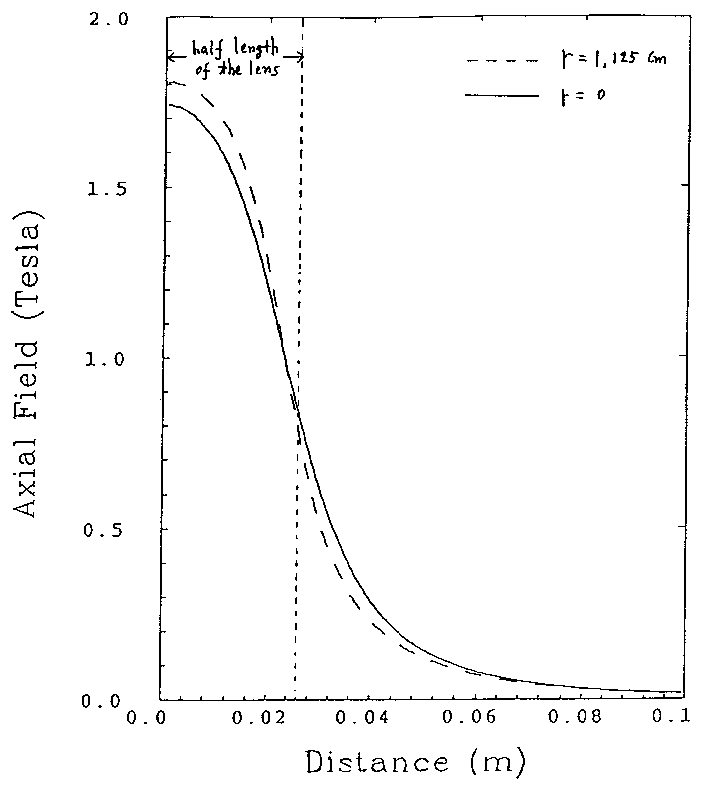 2.0
half length
of the lens
r = 1,125 cm
r = 0
1.5
Axial Field (Tesla)
1.0
0.5
0.0
0.0 0.02 0.04 0.06 0.08 0.1
Distance (m)